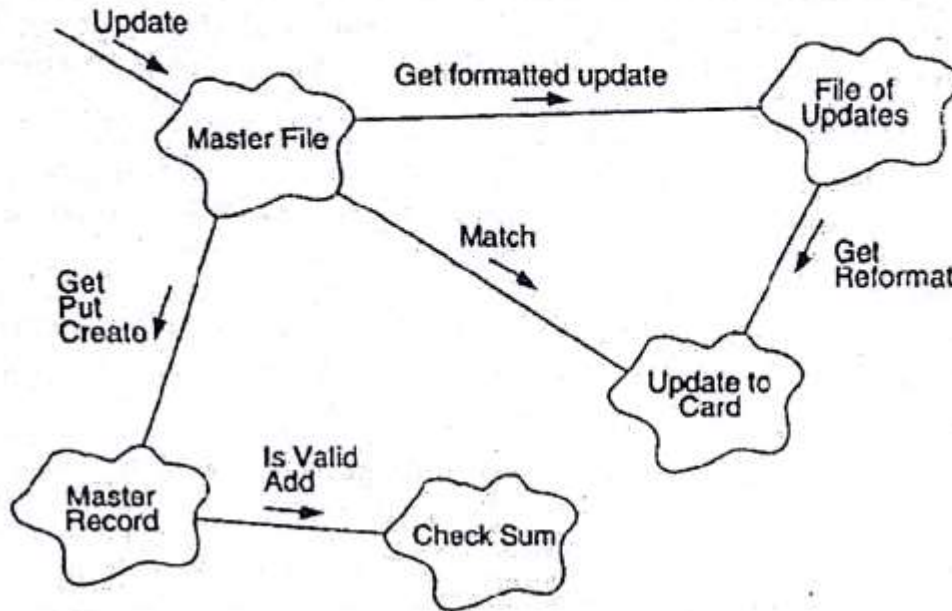 Update
Get formatted update
File of
Updates
Master File
Match
Get
Reformat
Get
Put
Creato
Update to
Card
Is Valid
Add
Master
Record
Check Sum